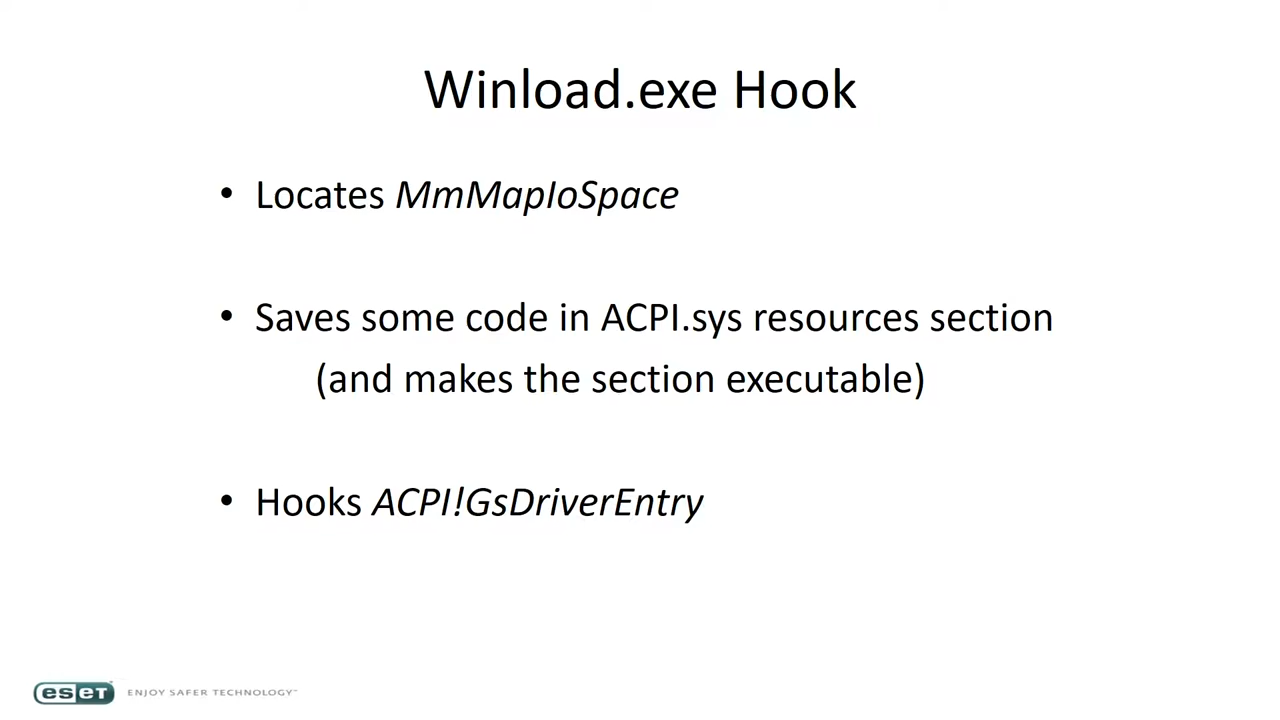 Winload.exe Hook
• Locates MmMapIoSpace
• Saves some code in ACPI.sys resources section
(and makes the section executable)
• Hooks ACPI!GsDriverEntry
eset ENJOY SAFER TECHNOLOGY™